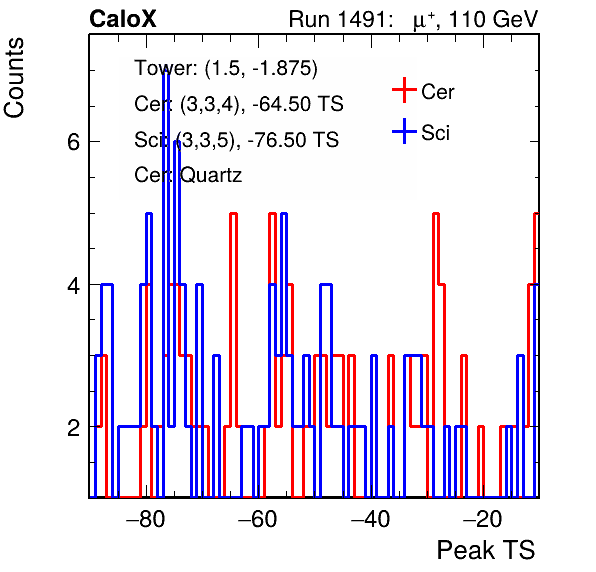 CaloX Run 1491: μ⁺, 110 GeV
Counts
Tower: (1.5, -1.875)
Cer: (3,3,4), -64.50 TS
Sci: (3,3,5), -76.50 TS
Cer: Quartz
Cer
Sci
6
4
2
−80 −60 −40 −20
Peak TS